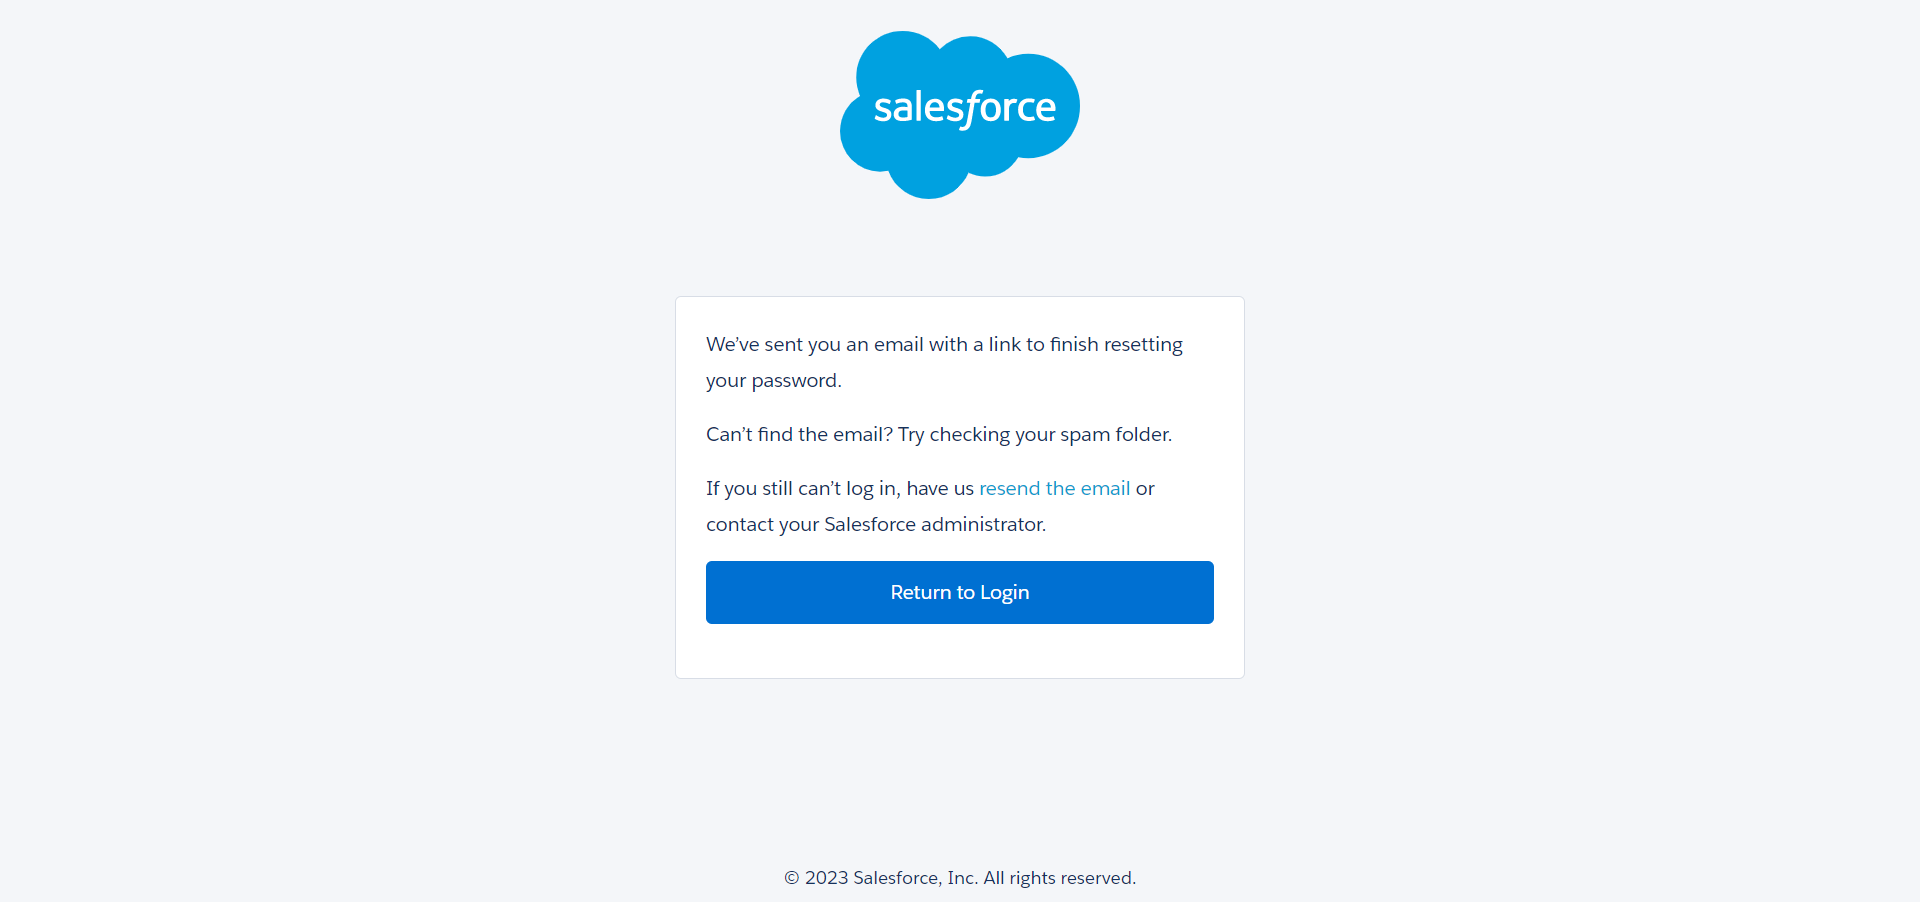 salesforce
We’ve sent you an email with a link to finish resetting
your password.
Can’t find the email? Try checking your spam folder.
If you still can’t log in, have us resend the email or
contact your Salesforce administrator.
Return to Login
© 2023 Salesforce, Inc. All rights reserved.